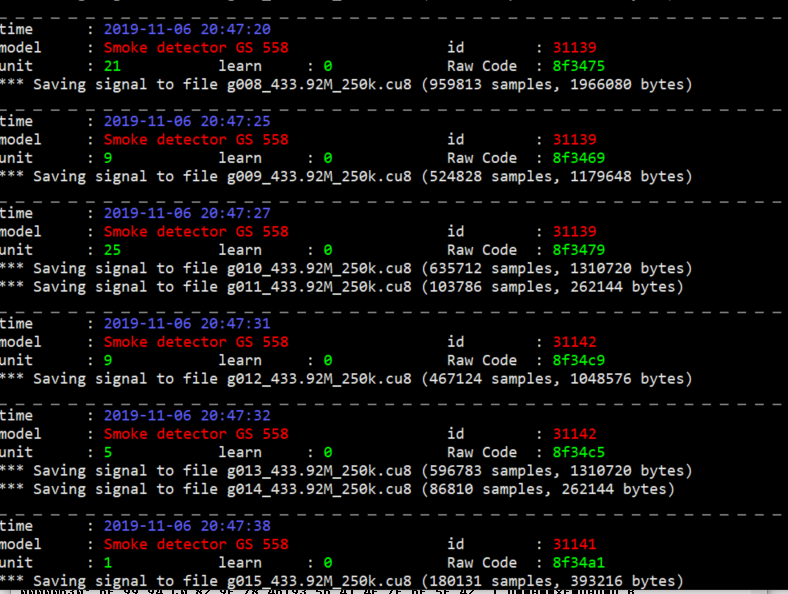 time : 2019-11-06 20:47:20
model : Smoke detector GS 558 id : 31139
unit : 21 learn : 0 Raw Code : 8f3475
*** Saving signal to file g008_433.92M_250k.cu8 (959813 samples, 1966080 bytes)
time : 2019-11-06 20:47:25
model : Smoke detector GS 558 id : 31139
unit : 9 learn : 0 Raw Code : 8f3469
*** Saving signal to file g009_433.92M_250k.cu8 (524828 samples, 1179648 bytes)
time : 2019-11-06 20:47:27
model : Smoke detector GS 558 id : 31139
unit : 25 learn : 0 Raw Code : 8f3479
*** Saving signal to file g010_433.92M_250k.cu8 (635712 samples, 1310720 bytes)
*** Saving signal to file g011_433.92M_250k.cu8 (103786 samples, 262144 bytes)
time : 2019-11-06 20:47:31
model : Smoke detector GS 558 id : 31142
unit : 9 learn : 0 Raw Code : 8f34c9
*** Saving signal to file g012_433.92M_250k.cu8 (467124 samples, 1048576 bytes)
time : 2019-11-06 20:47:32
model : Smoke detector GS 558 id : 31142
unit : 5 learn : 0 Raw Code : 8f34c5
*** Saving signal to file g013_433.92M_250k.cu8 (596783 samples, 1310720 bytes)
*** Saving signal to file g014_433.92M_250k.cu8 (86810 samples, 262144 bytes)
time : 2019-11-06 20:47:38
model : Smoke detector GS 558 id : 31141
unit : 1 learn : 0 Raw Code : 8f34a1
*** Saving signal to file g015_433.92M_250k.cu8 (180131 samples, 393216 bytes)